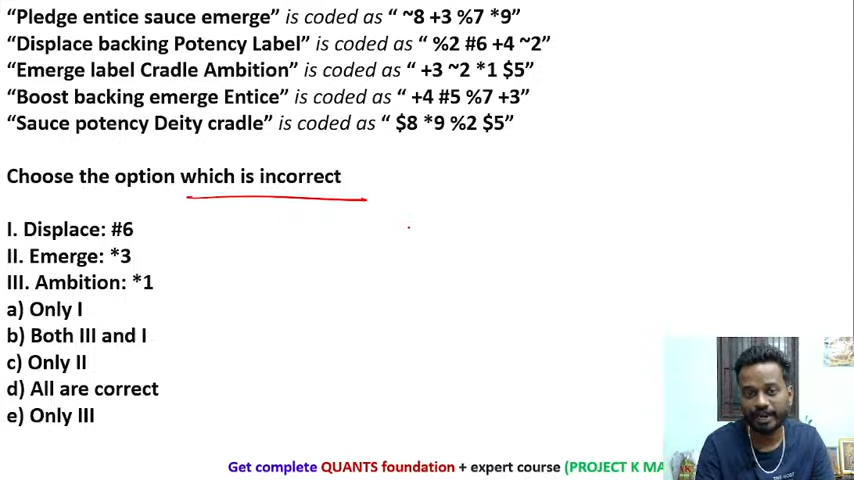 “Pledge entice sauce emerge” is coded as “ ~8 +3 %7 *9”
“Displace backing Potency Label” is coded as “ %2 #6 +4 ~2”
“Emerge label Cradle Ambition” is coded as “ +3 ~2 *1 $5”
“Boost backing emerge Entice” is coded as “ +4 #5 %7 +3”
“Sauce potency Deity cradle” is coded as “ $8 *9 %2 $5”
Choose the option which is incorrect
I. Displace: #6
II. Emerge: *3
III. Ambition: *1
a) Only I
b) Both III and I
c) Only II
d) All are correct
e) Only III
Get complete QUANTS foundation + expert course (PROJECT K MA